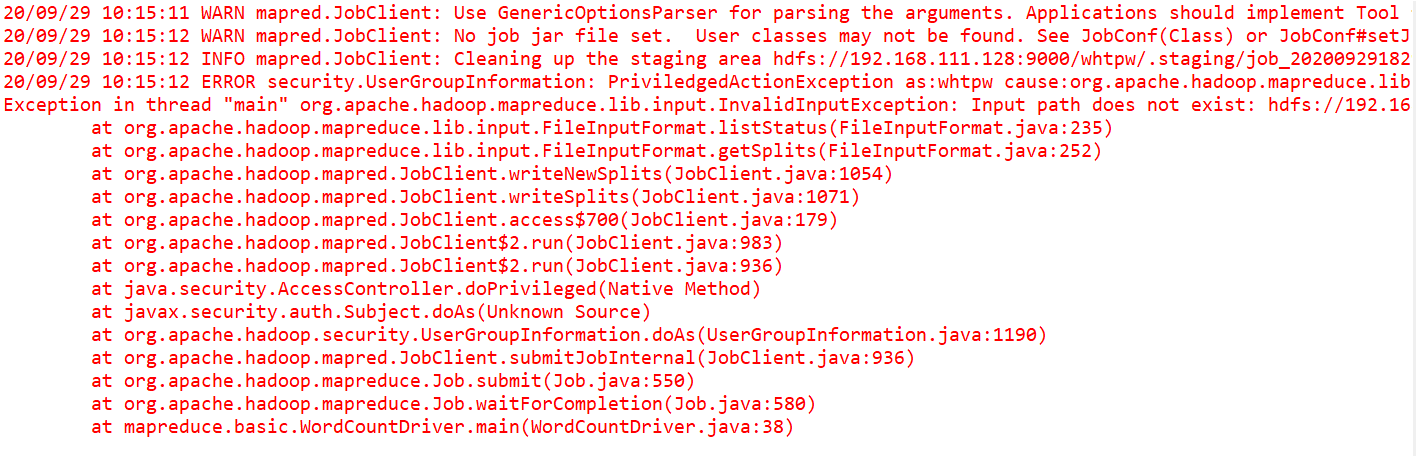 20/09/29 10:15:11 WARN mapred.JobClient: Use GenericOptionsParser for parsing the arguments. Applications should implement Tool
20/09/29 10:15:12 WARN mapred.JobClient: No job jar file set.  User classes may not be found. See JobConf(Class) or JobConf#setJ
20/09/29 10:15:12 INFO mapred.JobClient: Cleaning up the staging area hdfs://192.168.111.128:9000/whtpw/.staging/job_20200929182
20/09/29 10:15:12 ERROR security.UserGroupInformation: PriviledgedActionException as:whtpw cause:org.apache.hadoop.mapreduce.lib
Exception in thread "main" org.apache.hadoop.mapreduce.lib.input.InvalidInputException: Input path does not exist: hdfs://192.16
at org.apache.hadoop.mapreduce.lib.input.FileInputFormat.listStatus(FileInputFormat.java:235)
at org.apache.hadoop.mapreduce.lib.input.FileInputFormat.getSplits(FileInputFormat.java:252)
at org.apache.hadoop.mapred.JobClient.writeNewSplits(JobClient.java:1054)
at org.apache.hadoop.mapred.JobClient.writeSplits(JobClient.java:1071)
at org.apache.hadoop.mapred.JobClient.access$700(JobClient.java:179)
at org.apache.hadoop.mapred.JobClient$2.run(JobClient.java:983)
at org.apache.hadoop.mapred.JobClient$2.run(JobClient.java:936)
at java.security.AccessController.doPrivileged(Native Method)
at javax.security.auth.Subject.doAs(Unknown Source)
at org.apache.hadoop.security.UserGroupInformation.doAs(UserGroupInformation.java:1190)
at org.apache.hadoop.mapred.JobClient.submitJobInternal(JobClient.java:936)
at org.apache.hadoop.mapreduce.Job.submit(Job.java:550)
at org.apache.hadoop.mapreduce.Job.waitForCompletion(Job.java:580)
at mapreduce.basic.WordCountDriver.main(WordCountDriver.java:38)